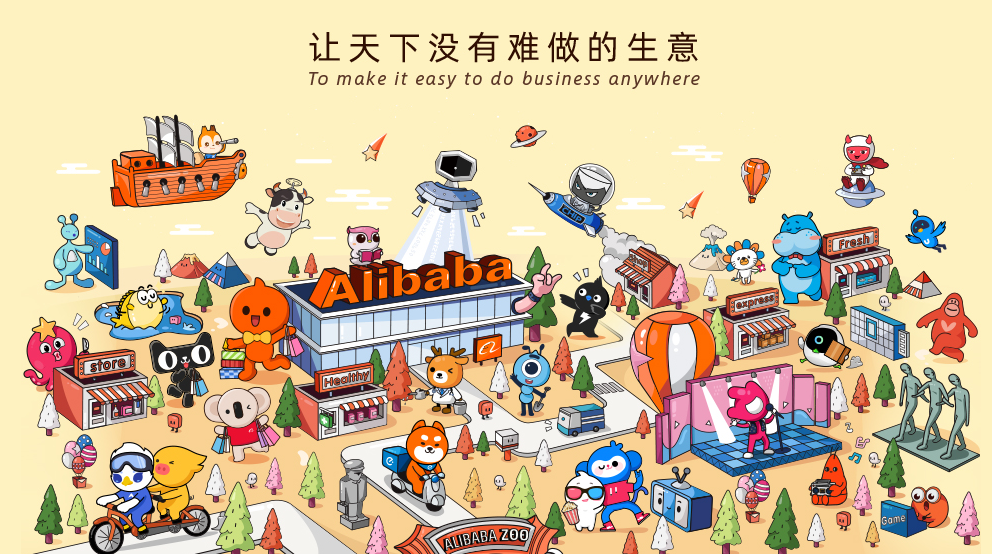 让天下没有难做的生意
To make it easy to do business anywhere
Alibaba
Fresh
express
store
Healthy
Game
ALIBABA ZOO